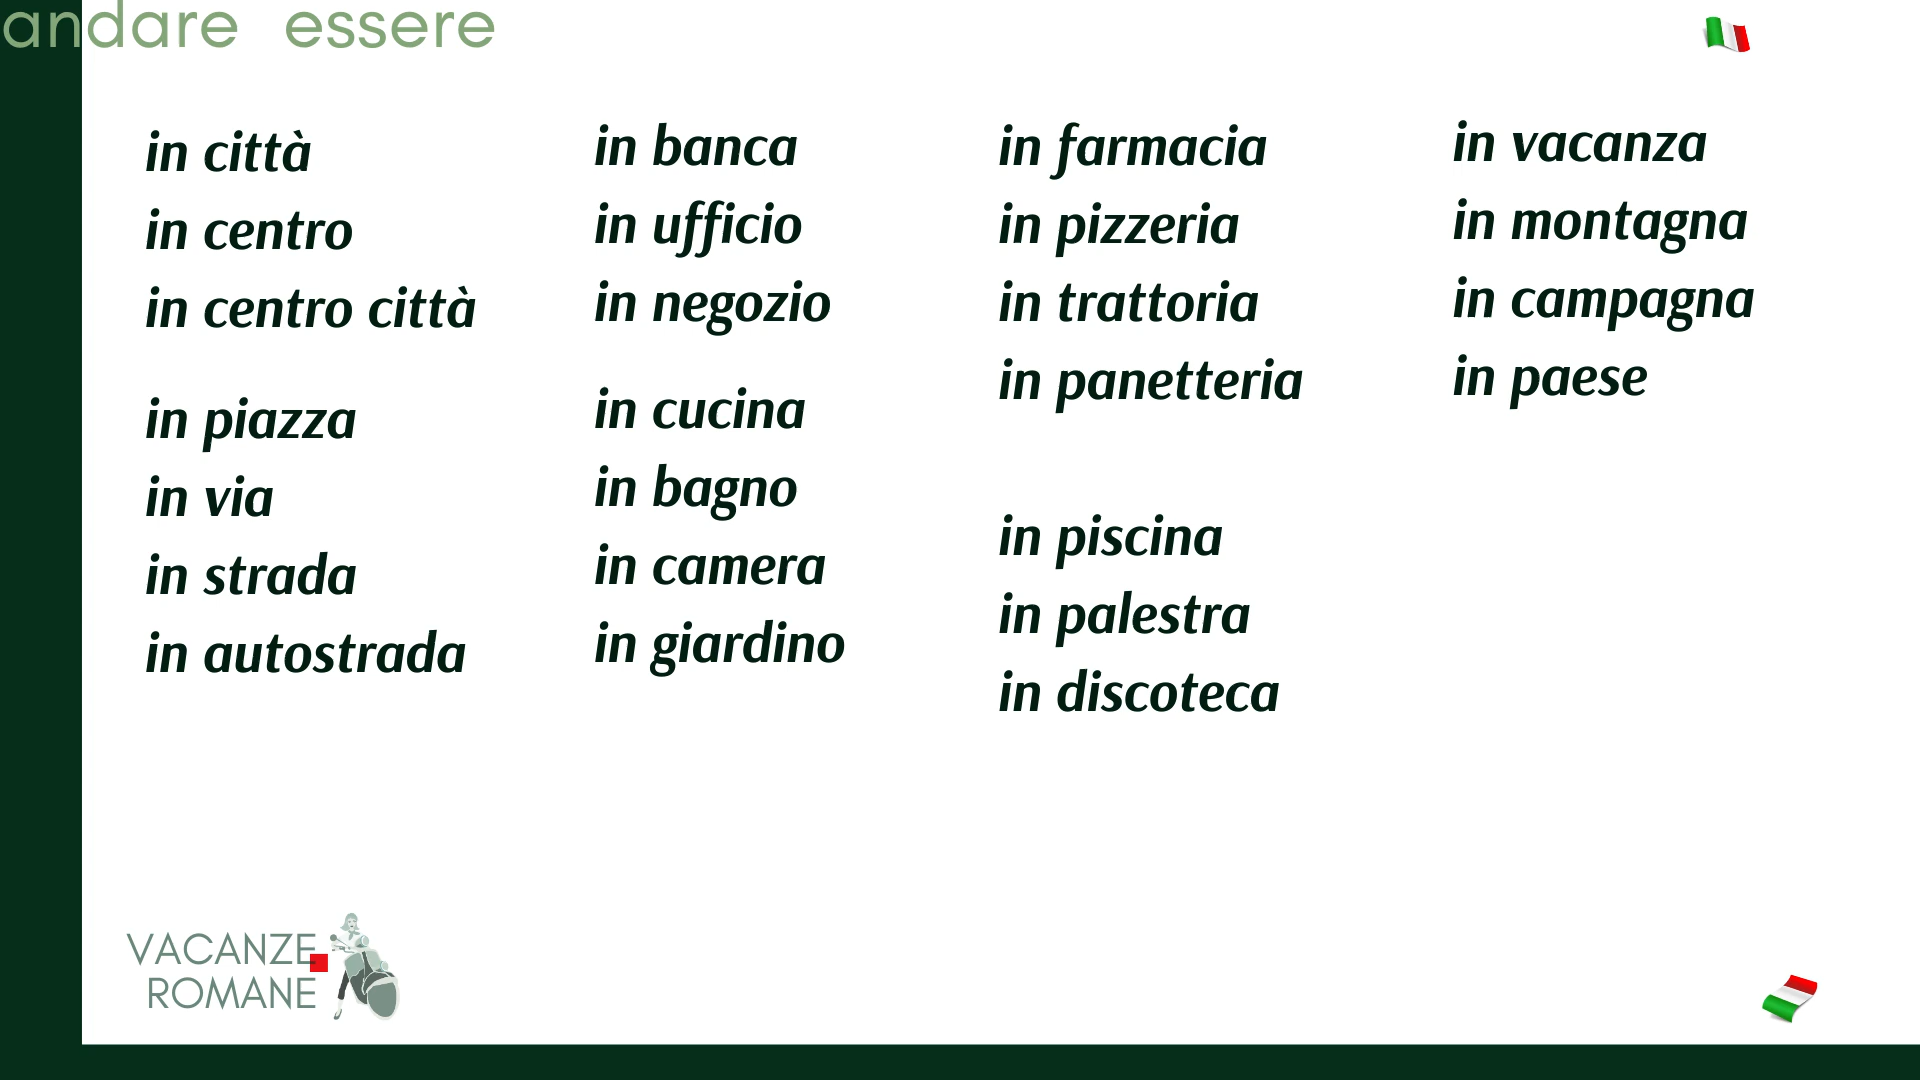 andare essere
in città
in centro
in centro città
in piazza
in via
in strada
in autostrada
in banca
in ufficio
in negozio
in cucina
in bagno
in camera
in giardino
in farmacia
in pizzeria
in trattoria
in panetteria
in piscina
in palestra
in discoteca
in vacanza
in montagna
in campagna
in paese
VACANZE
ROMANE